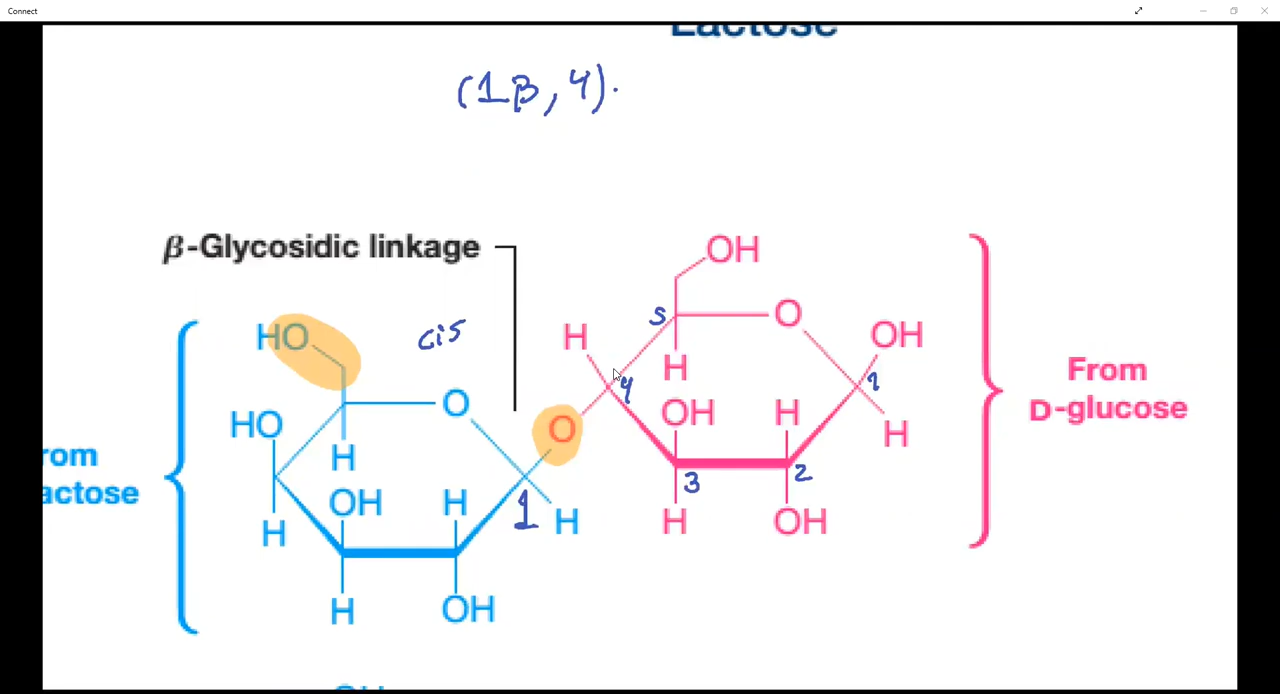 Connect
Lactose
(1β, 4).
β-Glycosidic linkage
OH
HO
cis
5
O
OH
H
H
4
OH
H
1
From
D-glucose
HO
O
O
H
rom
actose
H
OH
H
1
H
3
2
H
OH
H
OH
H
OH